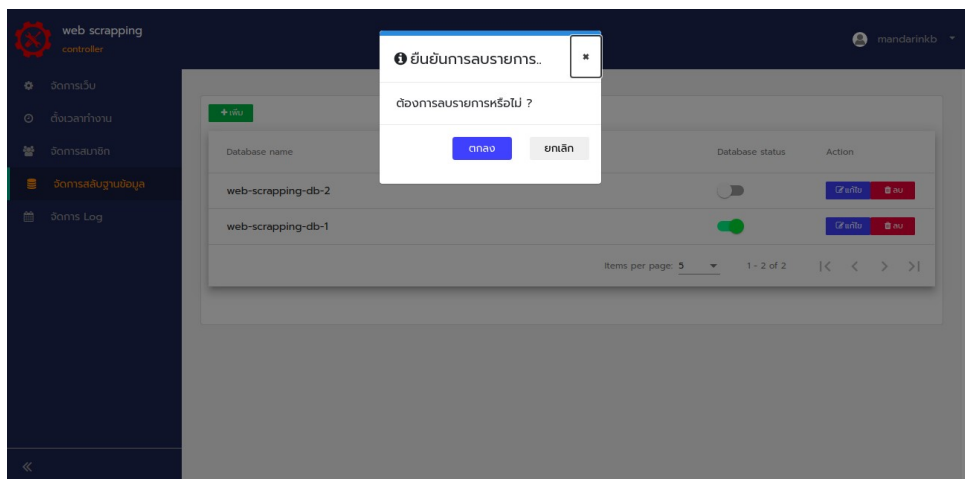 web scrapping
controller
mandarinkb
จัดการเว็บ
ตั้งเวลาทำงาน
จัดการสมาชิก
จัดการสลับฐานข้อมูล
จัดการ Log
ยืนยันการลบรายการ..
ต้องการลบรายการหรือไม่ ?
ตกลง ยกเลิก
+เพิ่ม
Database name Database status Action
web-scrapping-db-2 แก้ไข ลบ
web-scrapping-db-1 แก้ไข ลบ
Items per page: 5 1 - 2 of 2